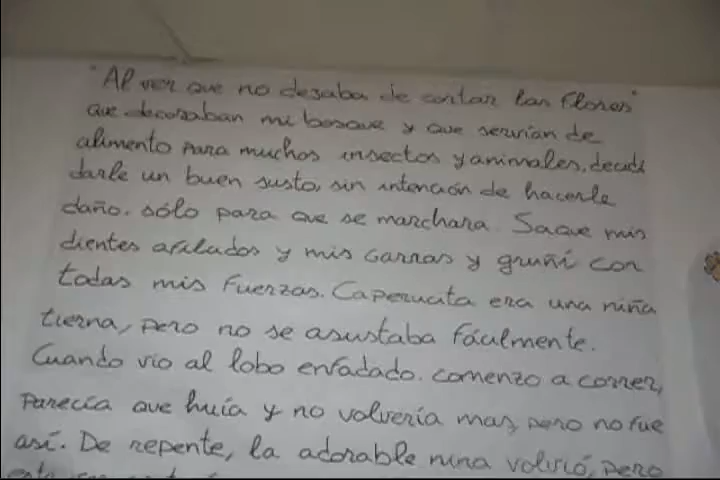 "Al ver que no dejaba de cortar las flores"
que decoraban mi bosque y que servían de
alimento para muchos insectos y animales, decidí
darle un buen susto, sin intención de hacerle
daño. sólo para que se marchara. Saque mis
dientes afilados y mis garras y gruñí con
todas mis fuerzas. Caperucita era una niña
tierna, pero no se asustaba fácilmente.
Cuando vio al lobo enfadado. comenzo a correr,
Parecía que huía y no volvería mas, pero no fue
así. De repente, la adorable nina volvió, pero